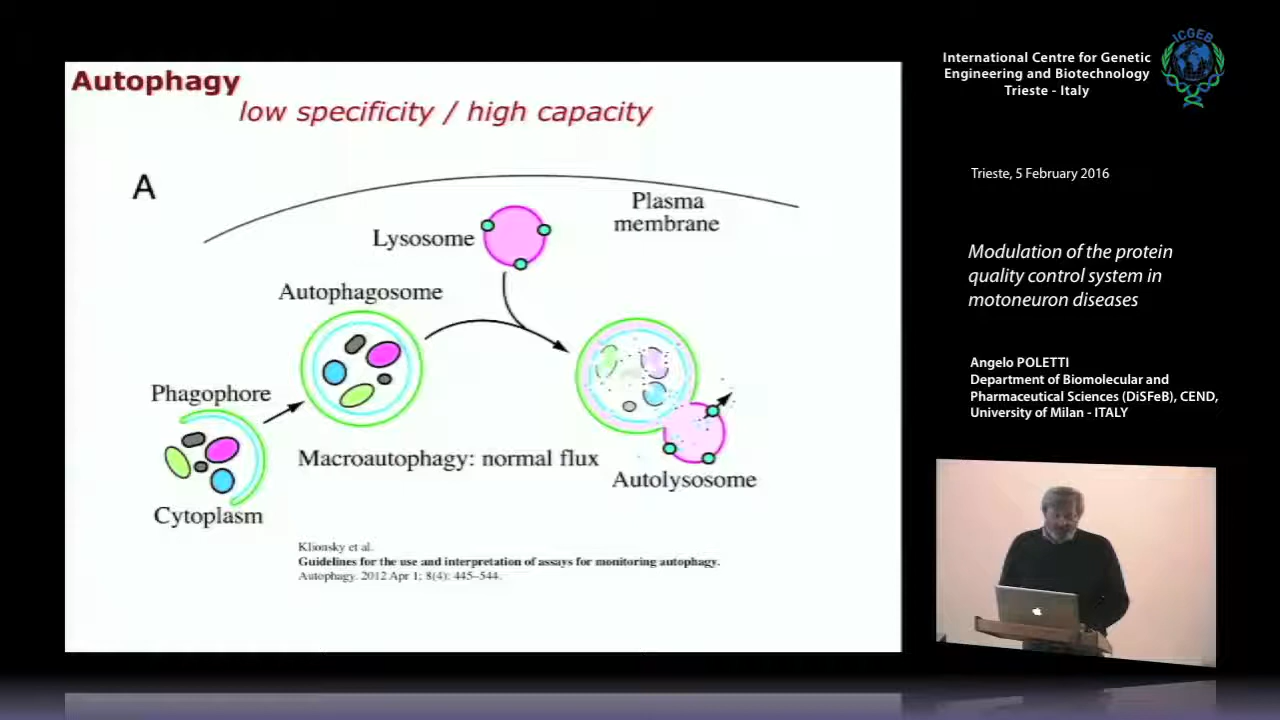 Autophagy
low specificity / high capacity
A
Plasma
membrane
Lysosome
Autophagosome
Phagophore
Macroautophagy: normal flux
Autolysosome
Cytoplasm
Klionsky et al.
Guidelines for the use and interpretation of assays for monitoring autophagy.
Autophagy. 2012 Apr 1; 8(4): 445–544.
International Centre for Genetic
Engineering and Biotechnology
Trieste - Italy
ICGEB
Trieste, 5 February 2016
Modulation of the protein
quality control system in
motoneuron diseases
Angelo POLETTI
Department of Biomolecular and
Pharmaceutical Sciences (DiSFeB), CEND,
University of Milan - ITALY